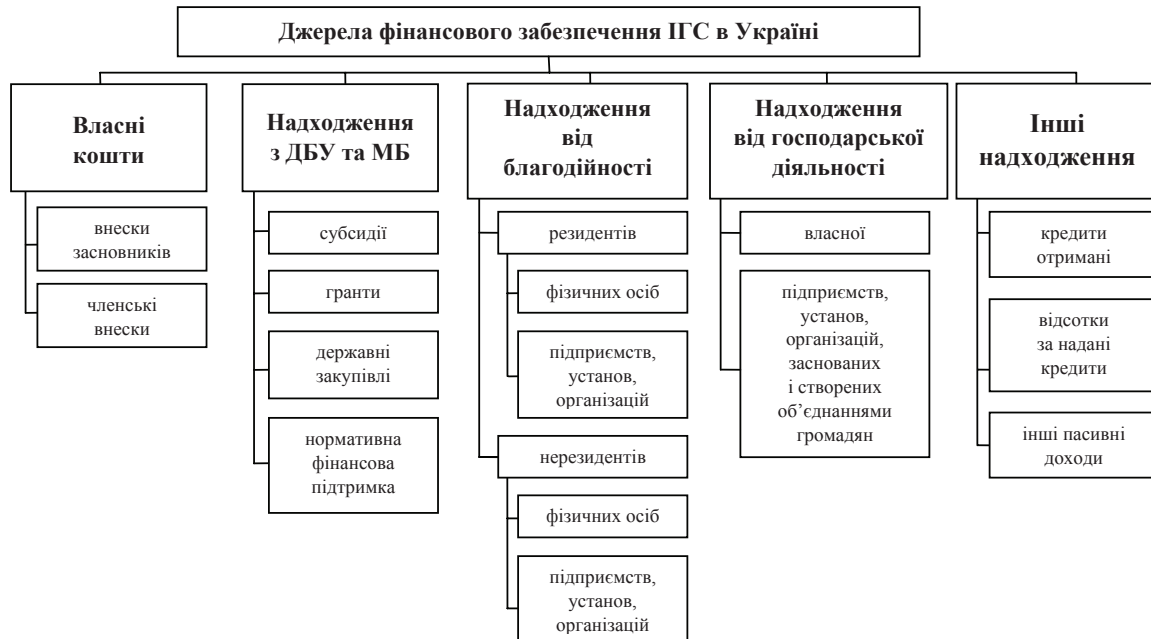 Джерела фінансового забезпечення ІГС в Україні
Власні
кошти
внески
засновників
членські
внески
Надходження
з ДБУ та МБ
субсидії
гранти
державні
закупівлі
нормативна
фінансова
підтримка
Надходження
від
благодійності
резидентів
фізичних осіб
підприємств,
установ,
організацій
нерезидентів
фізичних осіб
підприємств,
установ,
організацій
Надходження
від господарської
діяльності
власної
підприємств,
установ,
організацій,
заснованих
і створених
об’єднаннями
громадян
Інші
надходження
кредити
отримані
відсотки
за надані
кредити
інші пасивні
доходи